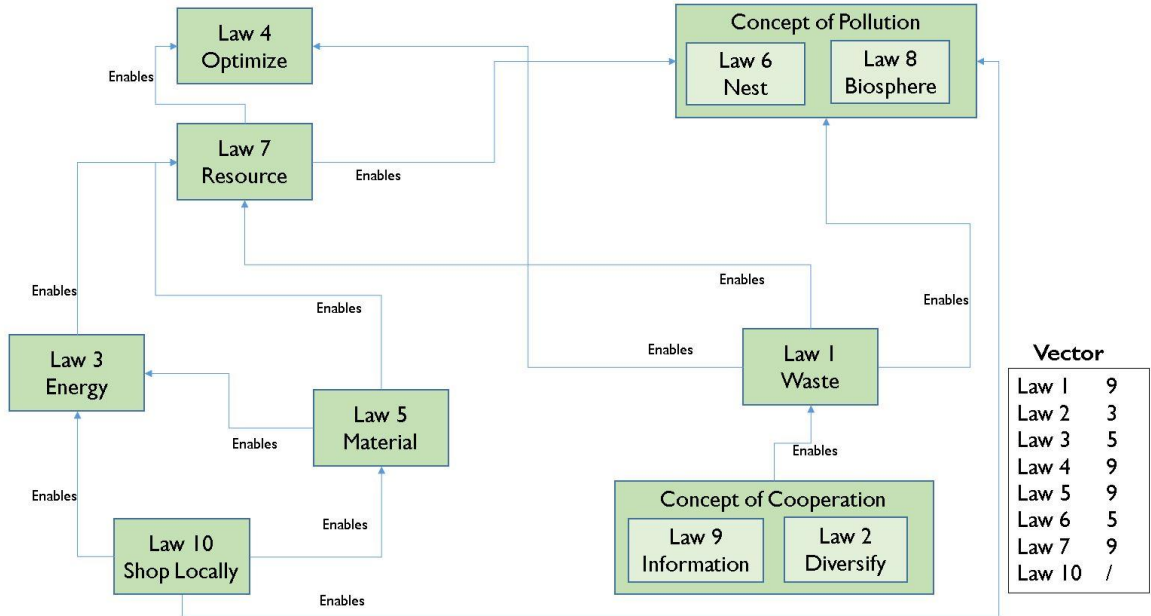 Law 4
Optimize
Concept of Pollution
Law 6
Nest
Law 8
Biosphere
Enables
Law 7
Resource
Enables
Enables
Enables
Enables
Enables
Law 3
Energy
Enables
Law 1
Waste
Law 5
Material
Enables
Enables
Enables
Enables
Concept of Cooperation
Law 9
Information
Law 2
Diversify
Law 10
Shop Locally
Enables
Vector
Law 1 9
Law 2 3
Law 3 5
Law 4 9
Law 5 9
Law 6 5
Law 7 9
Law 10 /